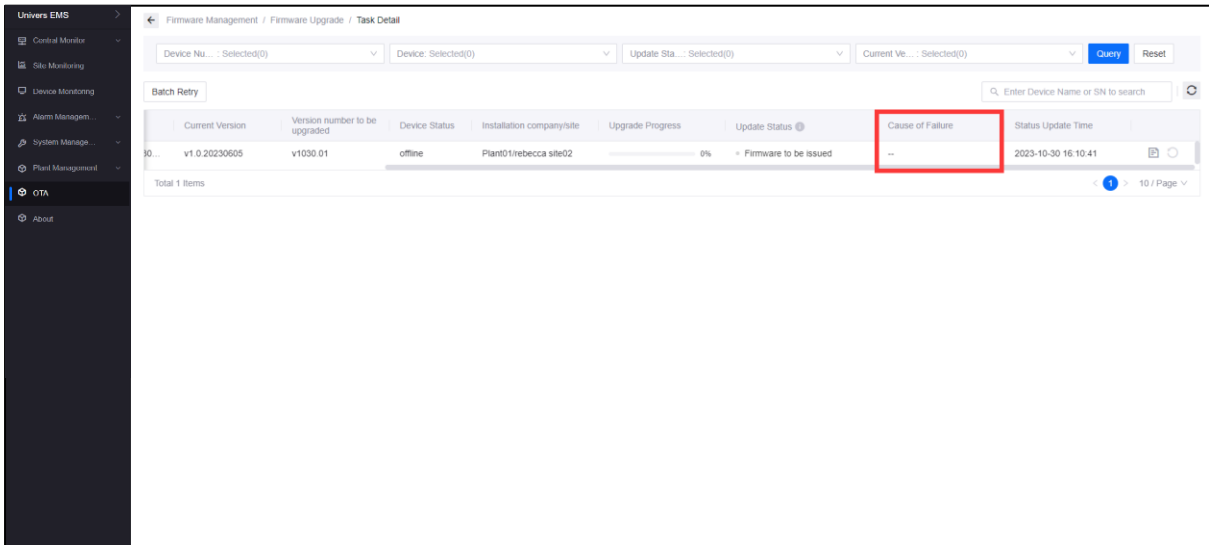 Univers EMS
Firmware Management / Firmware Upgrade / Task Detail
Central Monitor
Device Nu... : Selected(0)
Device: Selected(0)
Update Sta...: Selected(0)
Current Ve... : Selected(0)
Query
Reset
Site Monitoring
Device Monitoring
Batch Retry
Enter Device Name or SN to search
Alarm Managem...
Current Version
Version number to be upgraded
Device Status
Installation company/site
Upgrade Progress
Update Status
Cause of Failure
Status Update Time
System Manage...
30...
v1.0.20230605
v1030.01
offline
Plant01/rebecca site02
0%
Firmware to be issued
--
2023-10-30 16:10:41
Plant Management
Total 1 Items
< 1 >
10 / Page
OTA
About